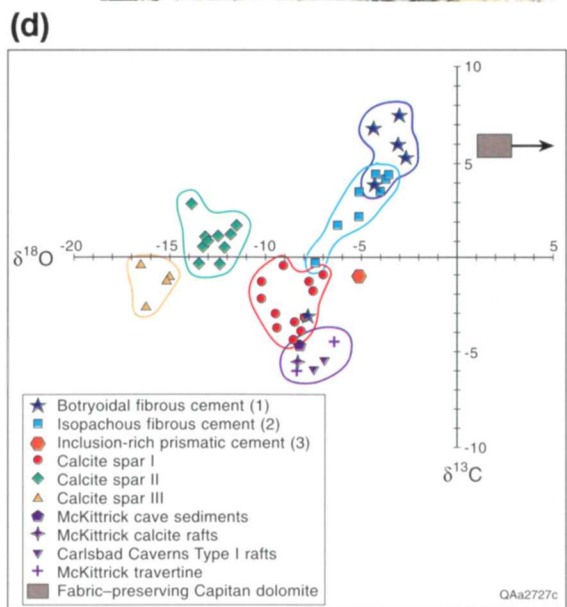 (d)
10
5
δ18O
-20
-15
-10
-5
5
-5
-10
δ13C
Botryoidal fibrous cement (1)
Isopachous fibrous cement (2)
Inclusion-rich prismatic cement (3)
Calcite spar I
Calcite spar II
Calcite spar III
McKittrick cave sediments
McKittrick calcite rafts
Carlsbad Caverns Type I rafts
McKittrick travertine
Fabric–preserving Capitan dolomite
QAa2727c